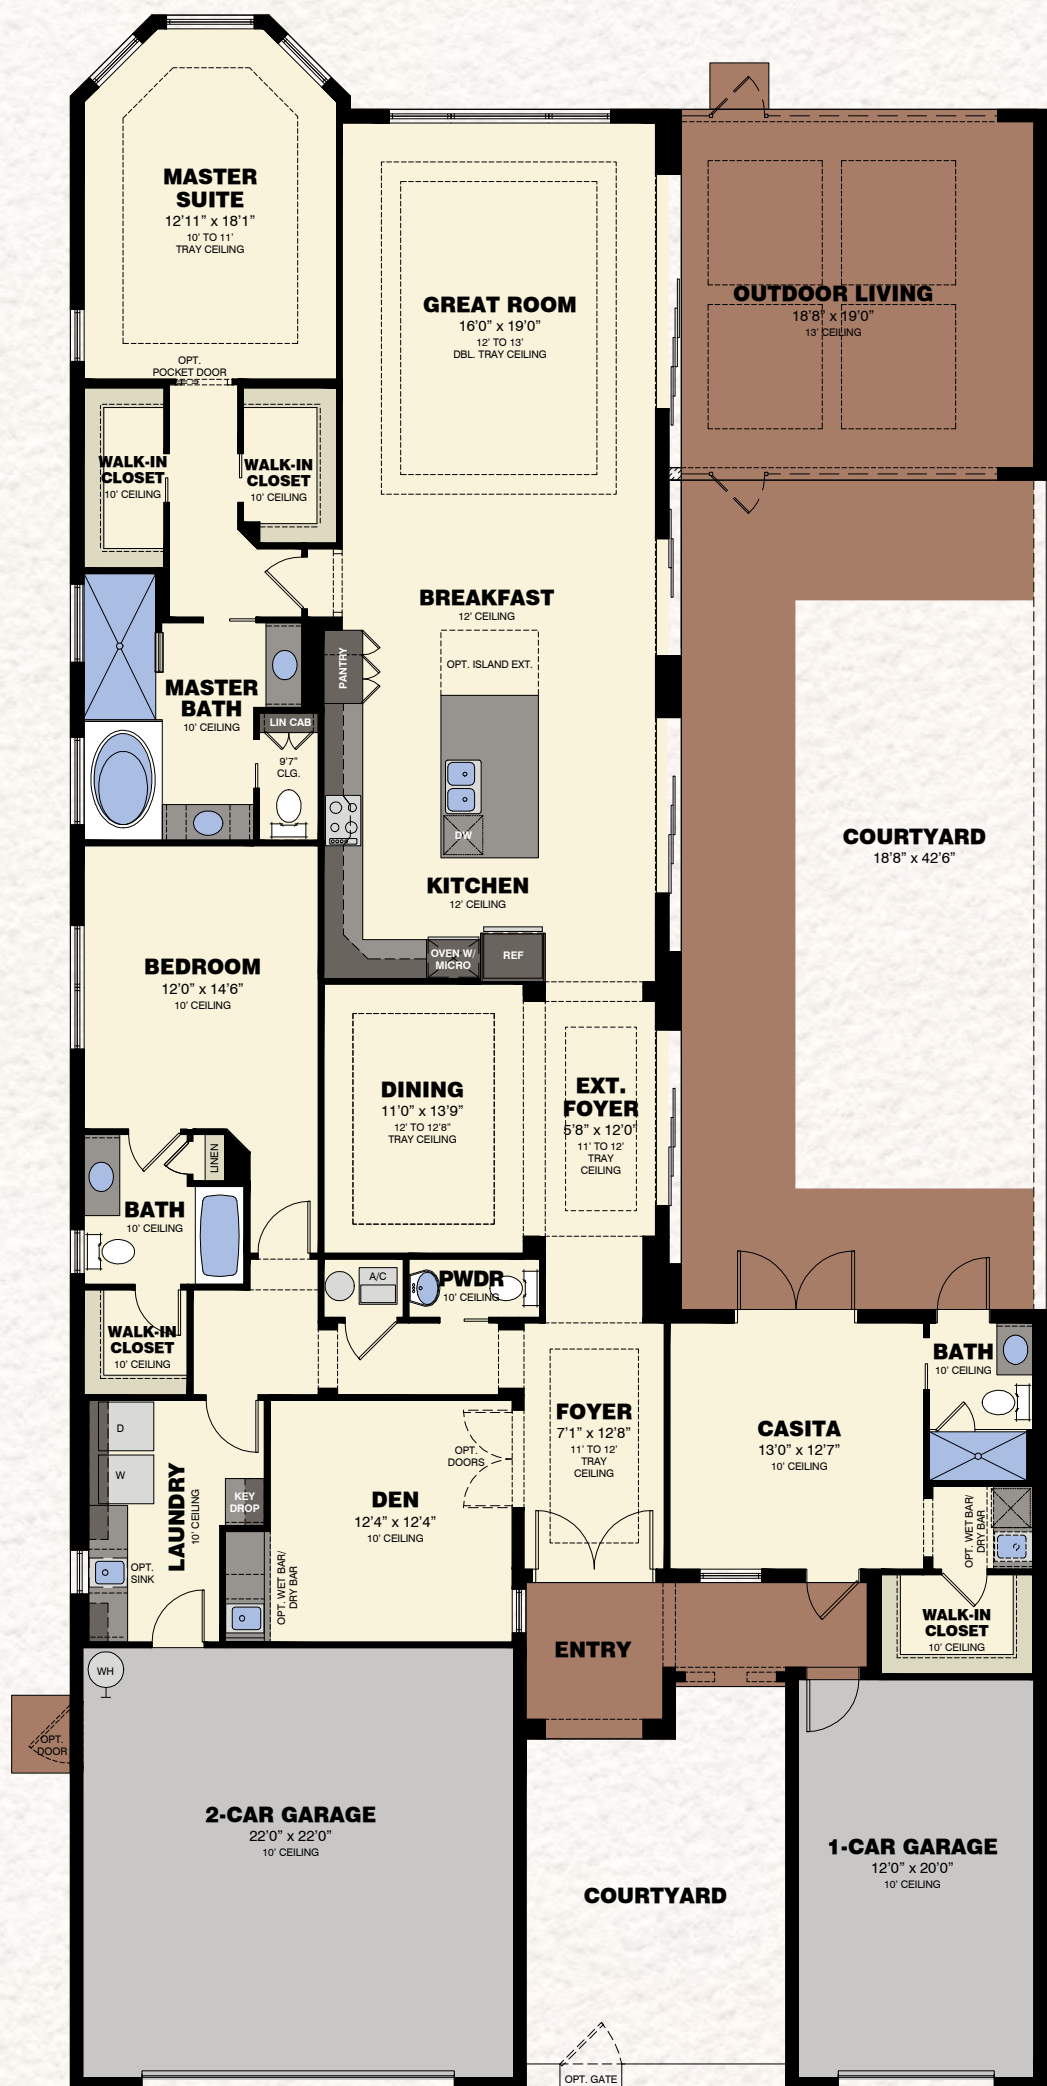 MASTER
SUITE
12'11" x 18'1"
10' TO 11'
TRAY CEILING
OPT.
POCKET DOOR
GREAT ROOM
16'0" x 19'0"
12' TO 13'
DBL. TRAY CEILING
OUTDOOR LIVING
18'8" x 19'0"
13' CEILING
WALK-IN
CLOSET
10' CEILING
WALK-IN
CLOSET
10' CEILING
BREAKFAST
12' CEILING
OPT. ISLAND EXT.
PANTRY
MASTER
BATH
10' CEILING
LIN CAB
9'7"
CLG.
DW
KITCHEN
12' CEILING
OVEN W/
MICRO
REF
COURTYARD
18'8" x 42'6"
BEDROOM
12'0" x 14'6"
10' CEILING
DINING
11'0" x 13'9"
12' TO 12'8"
TRAY CEILING
EXT.
FOYER
5'8" x 12'0"
11' TO 12'
TRAY
CEILING
LINEN
BATH
10' CEILING
A/C
PWDR
10' CEILING
WALK-IN
CLOSET
10' CEILING
BATH
10' CEILING
FOYER
7'1" x 12'8"
11' TO 12'
TRAY
CEILING
CASITA
13'0" x 12'7"
10' CEILING
D
W
LAUNDRY
10' CEILING
KEY
DROP
OPT.
SINK
OPT. WET BAR/
DRY BAR
OPT.
DOORS
DEN
12'4" x 12'4"
10' CEILING
OPT. WET BAR/
DRY BAR
WALK-IN
CLOSET
10' CEILING
ENTRY
WH
OPT.
DOOR
2-CAR GARAGE
22'0" x 22'0"
10' CEILING
1-CAR GARAGE
12'0" x 20'0"
10' CEILING
COURTYARD
OPT. GATE